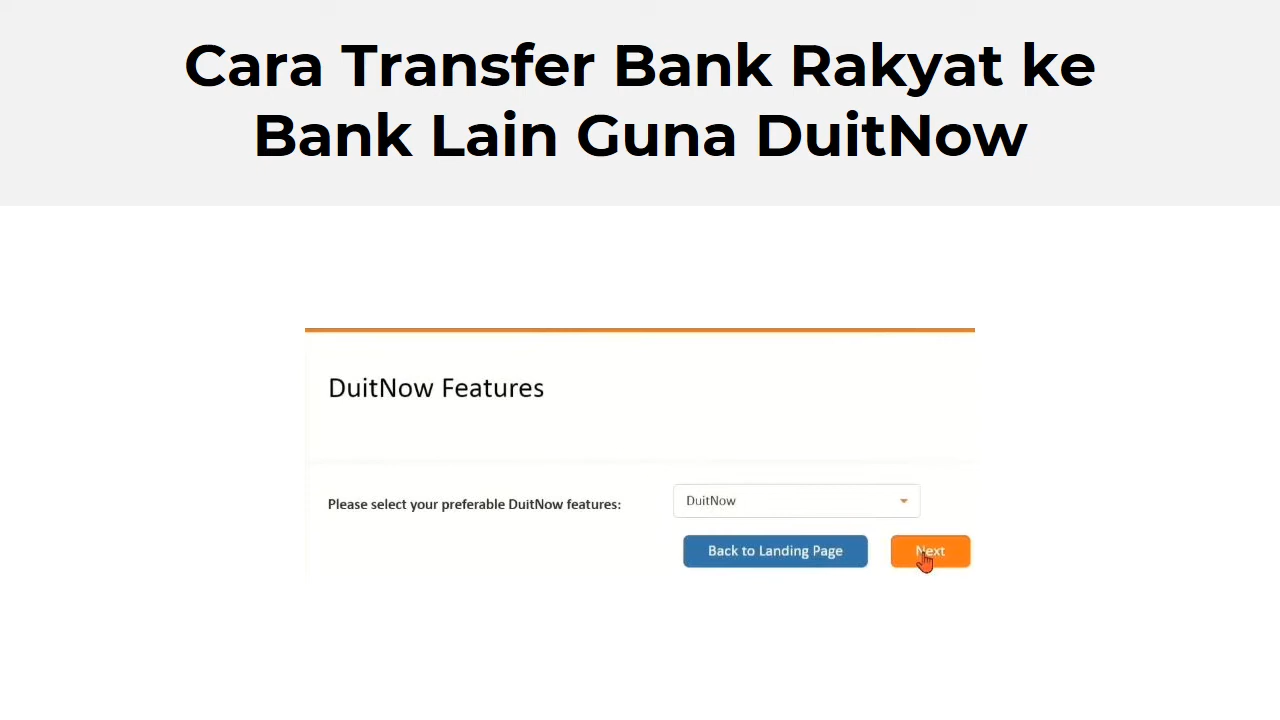 Cara Transfer Bank Rakyat ke
Bank Lain Guna DuitNow
DuitNow Features
Please select your preferable DuitNow features:
DuitNow
Back to Landing Page
Next